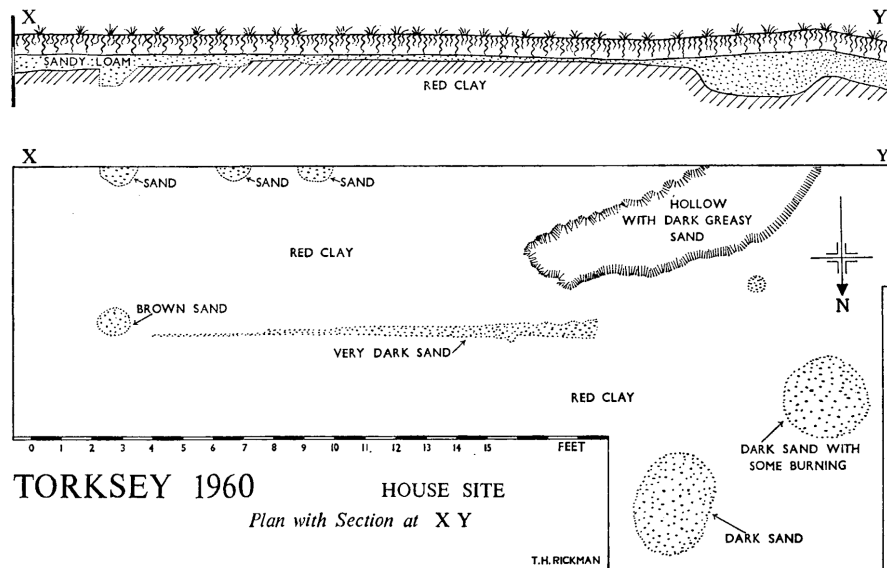 X Y
SANDY LOAM
RED CLAY
X Y
SAND SAND SAND
HOLLOW
WITH DARK GREASY
SAND
RED CLAY
N
BROWN SAND
VERY DARK SAND
RED CLAY
0 1 2 3 4 5 6 7 8 9 10 11 12 13 14 15 FEET
DARK SAND WITH
SOME BURNING
TORKSEY 1960 HOUSE SITE
Plan with Section at X Y
DARK SAND
T.H. RICKMAN